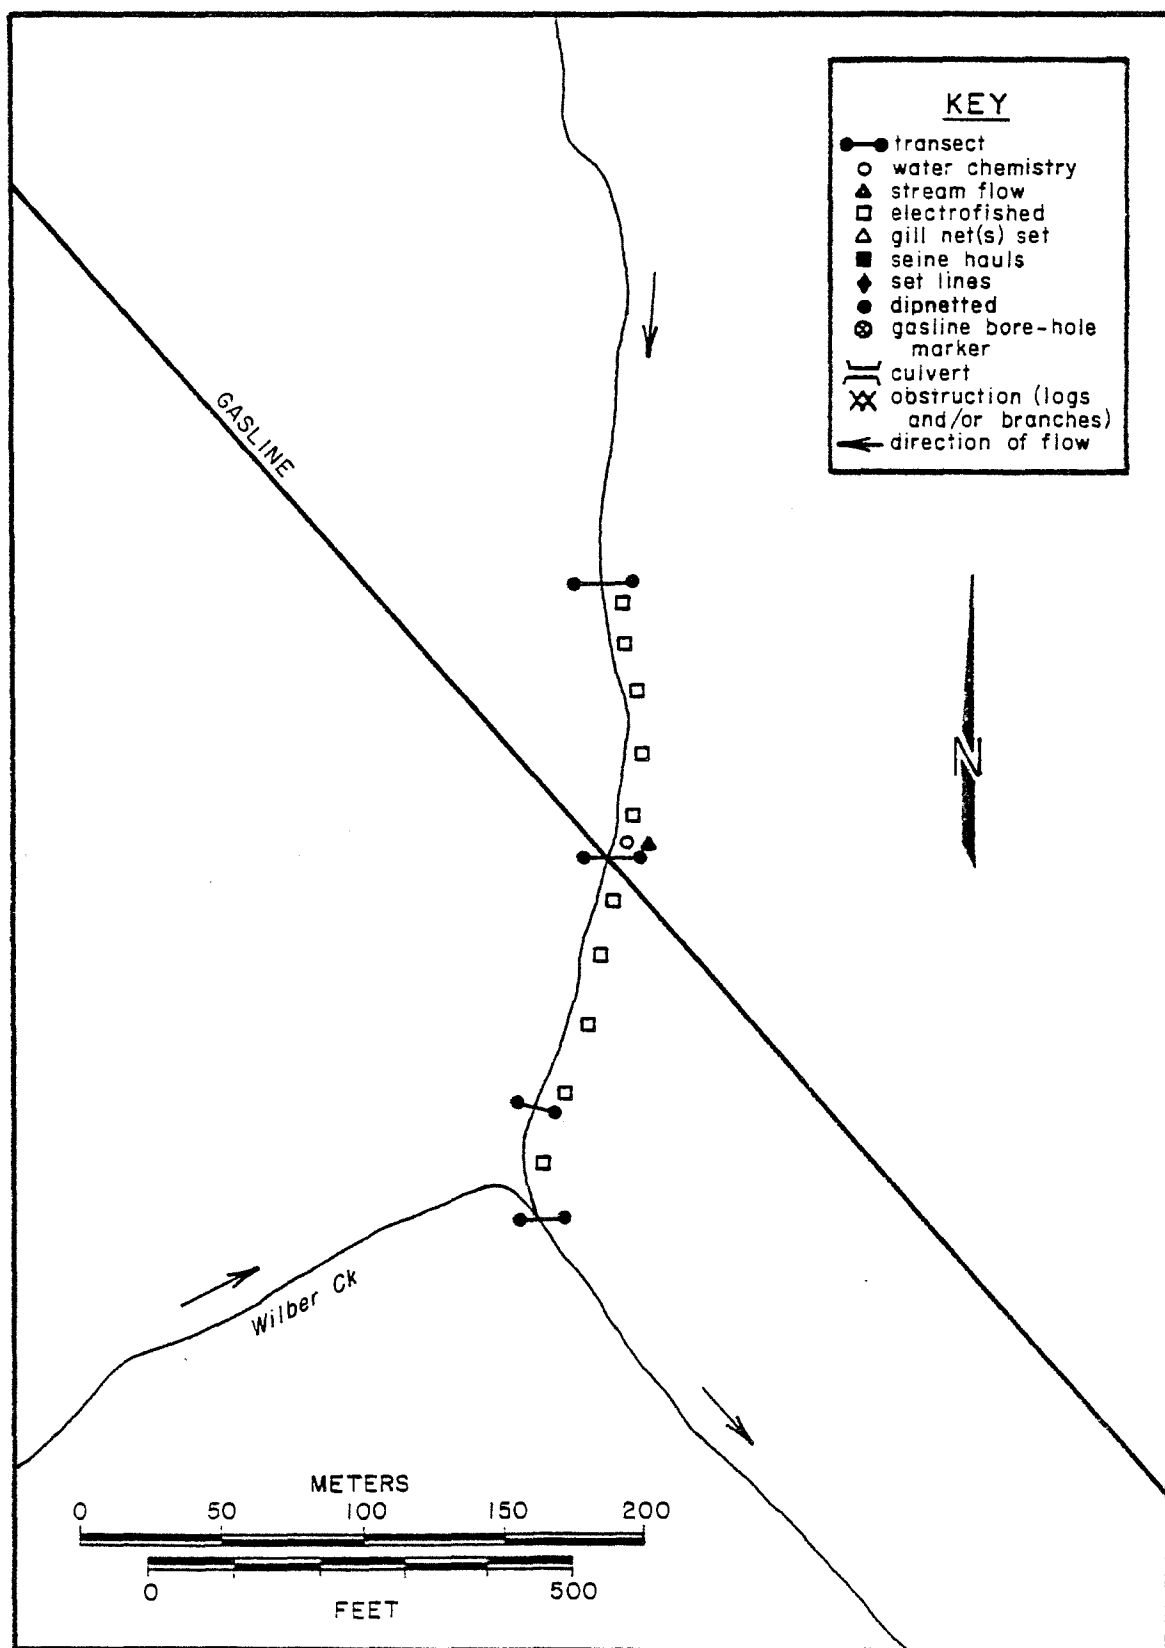 KEY
transect
water chemistry
stream flow
electrofished
gill net(s) set
seine hauls
set lines
dipnetted
gasline bore-hole
marker
culvert
obstruction (logs
and/or branches)
direction of flow
GASLINE
N
Wilber Ck
METERS
0 50 100 150 200
0 500
FEET